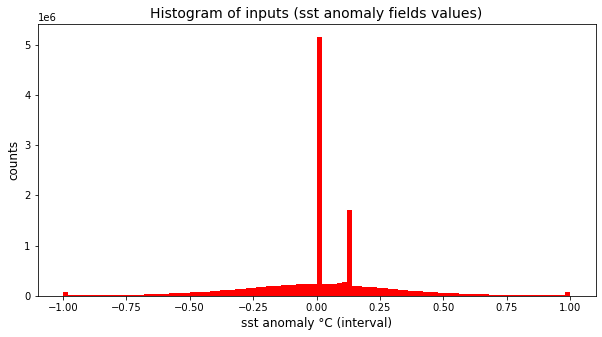 Histogram of inputs (sst anomaly fields values)
1e6
5
4
3
2
1
0
counts
−1.00 −0.75 −0.50 −0.25 0.00 0.25 0.50 0.75 1.00
sst anomaly °C (interval)